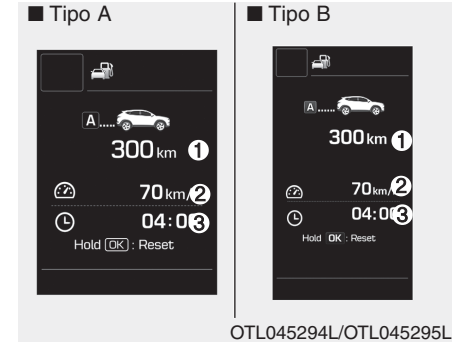 ■ Tipo A
A.....
300 km 1
70 km/ 2
04:0 3
Hold OK : Reset
■ Tipo B
A.....
300 km 1
70 km/ 2
04:0 3
Hold OK : Reset
OTL045294L/OTL045295L